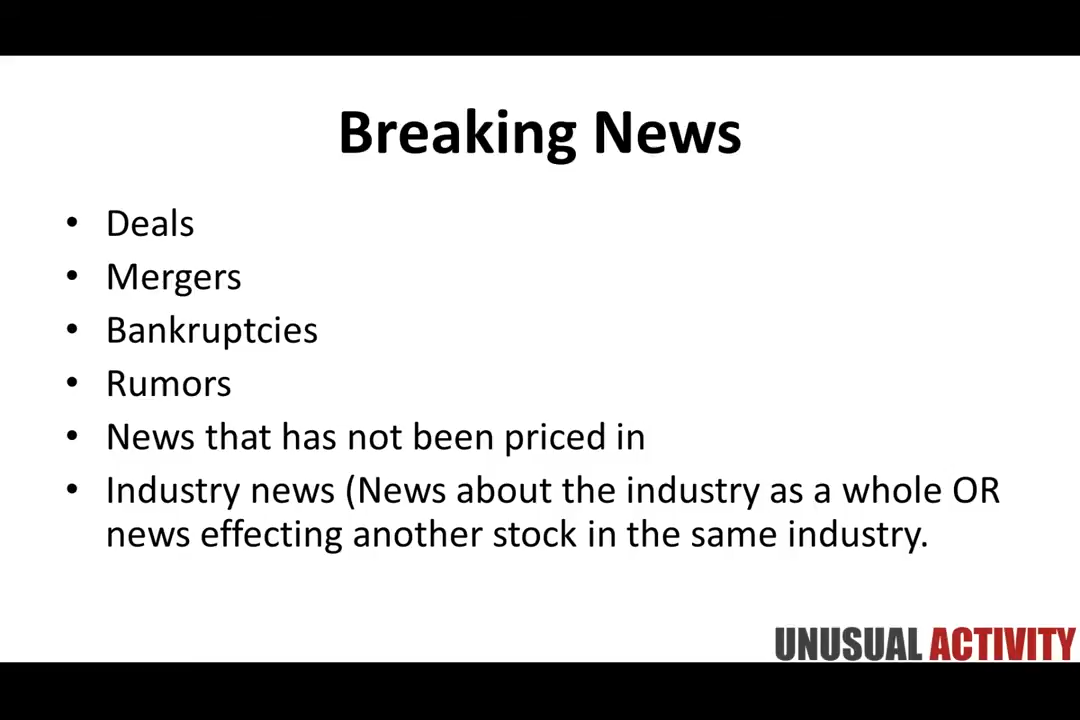 Breaking News
• Deals
• Mergers
• Bankruptcies
• Rumors
• News that has not been priced in
• Industry news (News about the industry as a whole OR
news effecting another stock in the same industry.
UNUSUAL ACTIVITY